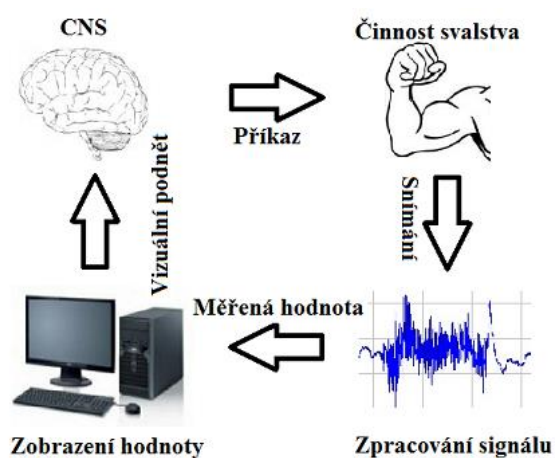 CNS
Činnost svalstva
Příkaz
Snímání
Vizuální podnět
Měřená hodnota
Zobrazení hodnoty
Zpracování signálu